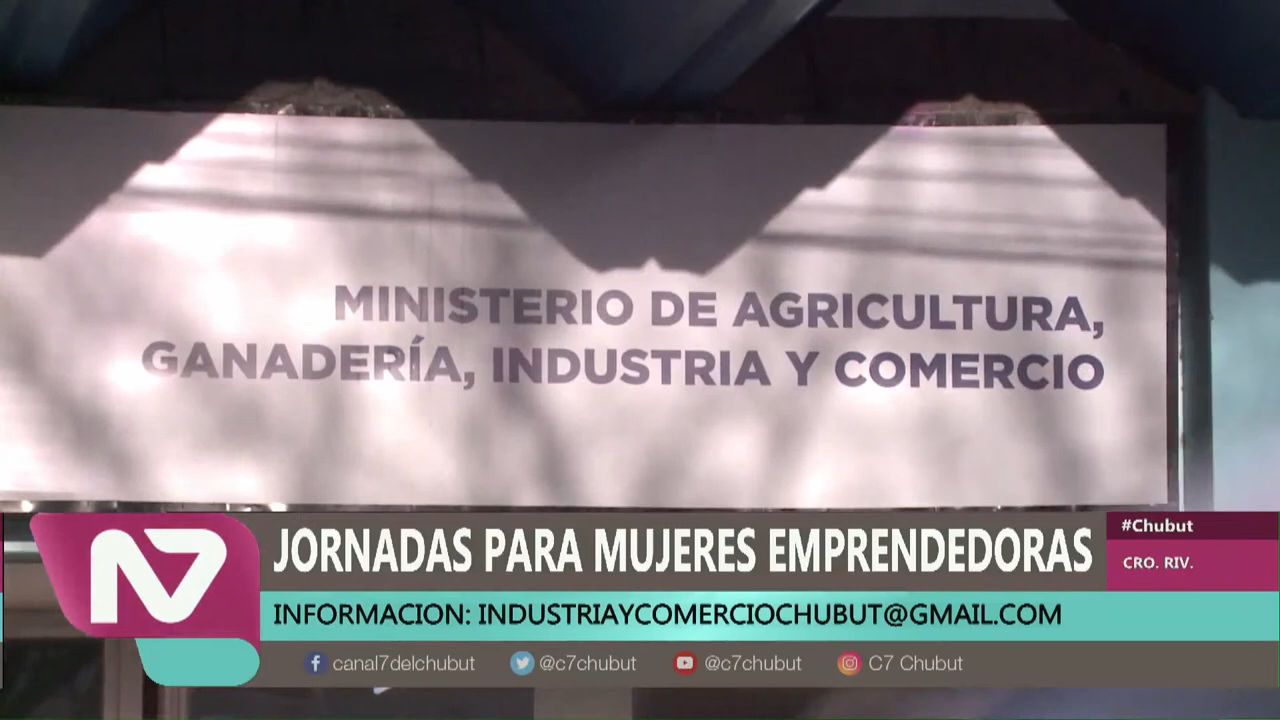 MINISTERIO DE AGRICULTURA,
GANADERÍA, INDUSTRIA Y COMERCIO
N7
JORNADAS PARA MUJERES EMPRENDEDORAS
#Chubut
CRO. RIV.
INFORMACION: INDUSTRIAYCOMERCIOCHUBUT@GMAIL.COM
canal7delchubut @c7chubut @c7chubut C7 Chubut